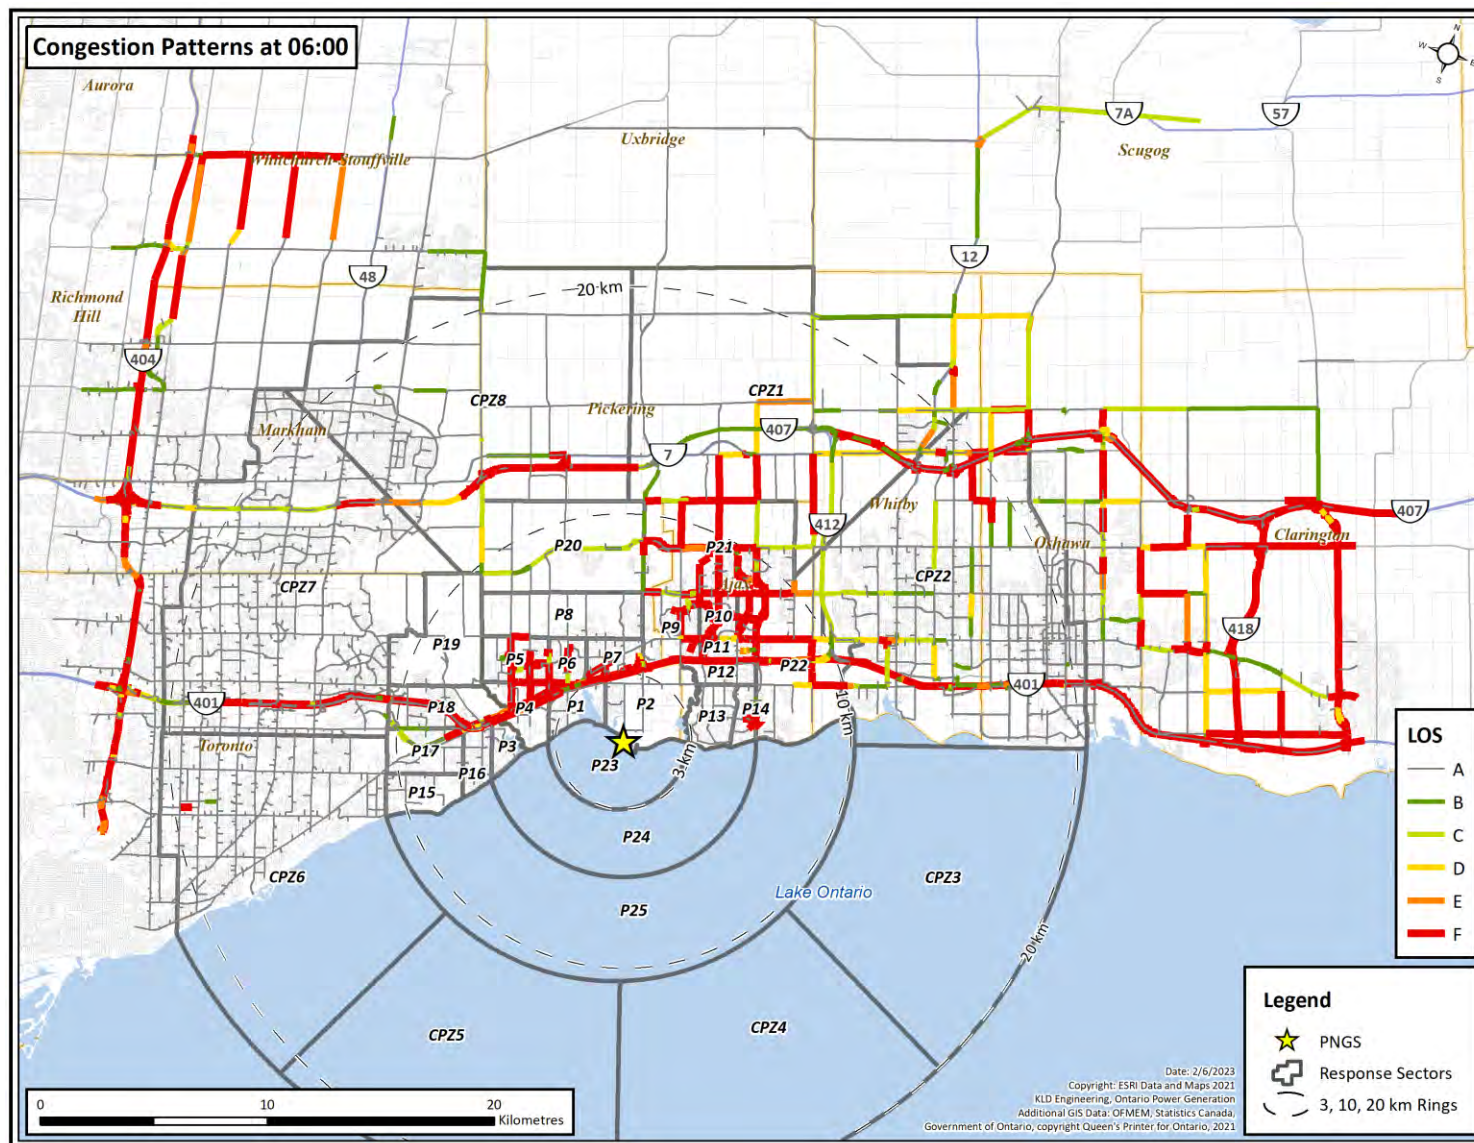 Congestion Patterns at 06:00
Aurora
Whitchurch-Stouffville
Uxbridge
7A
57
Scugog
N
W
E
S
12
48
Richmond
Hill
20 km
404
CPZ8
CPZ1
Pickering
Markham
407
7
Whitby
412
407
Clarington
P20
P21
Oshawa
Ajax
CPZ7
CPZ2
P8
P10
P9
418
P19
P11
P5
P6
P7
P12
P22
401
P18
P4
P1
P2
401
P13
P14
10 km
Toronto
P17
P3
P23
3 km
P16
P15
P24
CPZ6
CPZ3
Lake Ontario
P25
20 km
CPZ5
CPZ4
LOS
A
B
C
D
E
F
Legend
PNGS
Response Sectors
3, 10, 20 km Rings
Date: 2/6/2023
Copyright: ESRI Data and Maps 2021
KLD Engineering, Ontario Power Generation
Additional GIS Data: OFMEM, Statistics Canada,
Government of Ontario, copyright Queen's Printer for Ontario, 2021
0 10 20
Kilometres